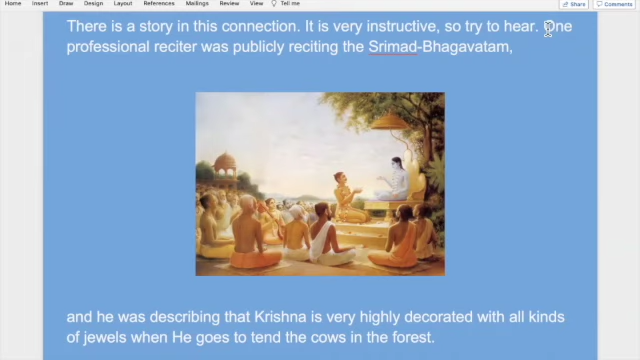 Home Insert Draw Design Layout References Mailings Review View Tell me Share Comments
There is a story in this connection. It is very instructive, so try to hear. One
professional reciter was publicly reciting the Srimad-Bhagavatam,
and he was describing that Krishna is very highly decorated with all kinds
of jewels when He goes to tend the cows in the forest.